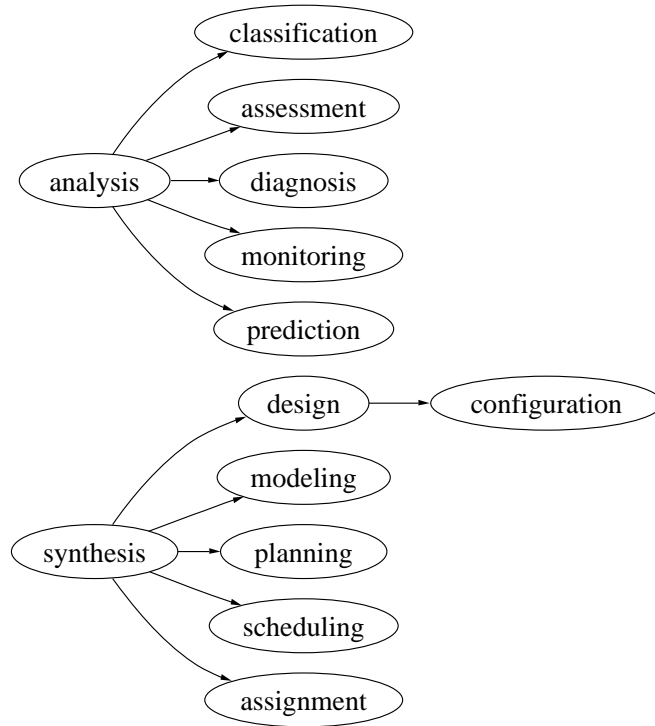 classification
assessment
analysis
diagnosis
monitoring
prediction
design
configuration
modeling
synthesis
planning
scheduling
assignment